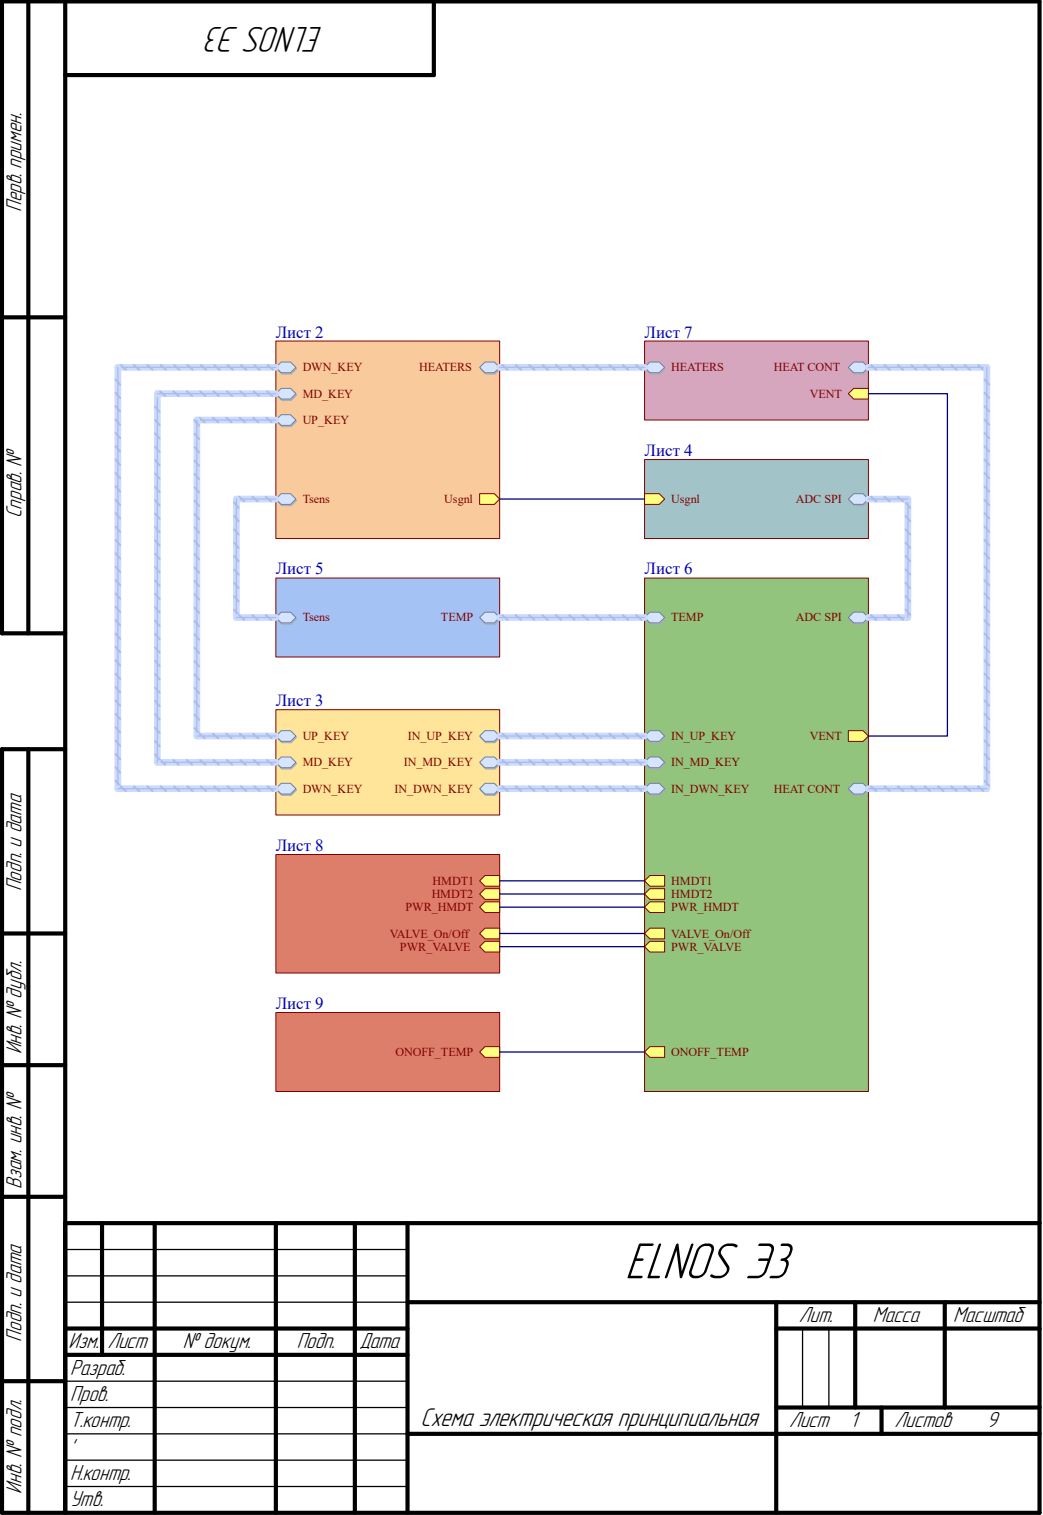 ELNOS ЭЗ
Перв. примен.
Справ. №
Подп. и дата
Инв. № дубл.
Взам. инв. №
Подп. и дата
Инв. № подл.
Лист 2
DWN_KEY
HEATERS
MD_KEY
UP_KEY
Tsens
Usgnl
Лист 7
HEATERS
HEAT CONT
VENT
Лист 4
Usgnl
ADC SPI
Лист 5
Tsens
TEMP
Лист 6
TEMP
ADC SPI
IN_UP_KEY
VENT
IN_MD_KEY
IN_DWN_KEY
HEAT CONT
HMDT1
HMDT2
PWR_HMDT
VALVE_On/Off
PWR_VALVE
ONOFF_TEMP
Лист 3
UP_KEY
IN_UP_KEY
MD_KEY
IN_MD_KEY
DWN_KEY
IN_DWN_KEY
Лист 8
HMDT1
HMDT2
PWR_HMDT
VALVE_On/Off
PWR_VALVE
Лист 9
ONOFF_TEMP
ELNOS ЭЗ
Изм. Лист № докум. Подп. Дата
Разраб.
Пров.
Т.контр.
'
Н.контр.
Утв.
Схема электрическая принципиальная
Лит. Масса Масштаб
Лист 1 Листов 9